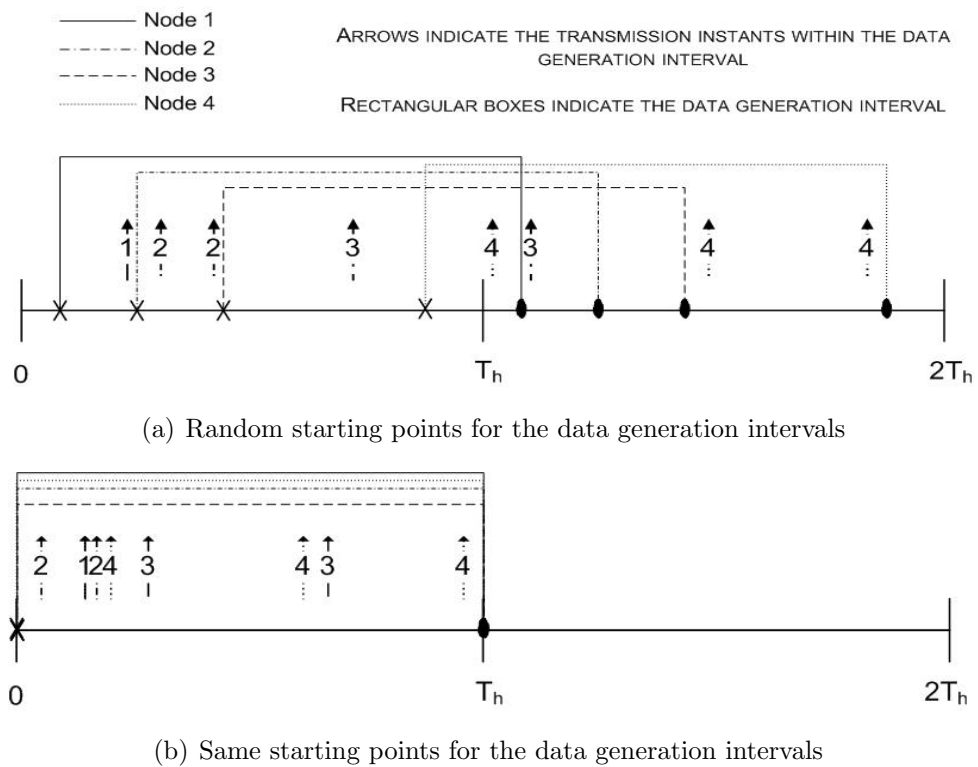 Node 1
Node 2
Node 3
Node 4
ARROWS INDICATE THE TRANSMISSION INSTANTS WITHIN THE DATA
GENERATION INTERVAL
RECTANGULAR BOXES INDICATE THE DATA GENERATION INTERVAL
1 2 2 3 4 3 4 4
0 Th 2Th
(a) Random starting points for the data generation intervals
2 1 2 4 3 4 3 4
0 Th 2Th
(b) Same starting points for the data generation intervals